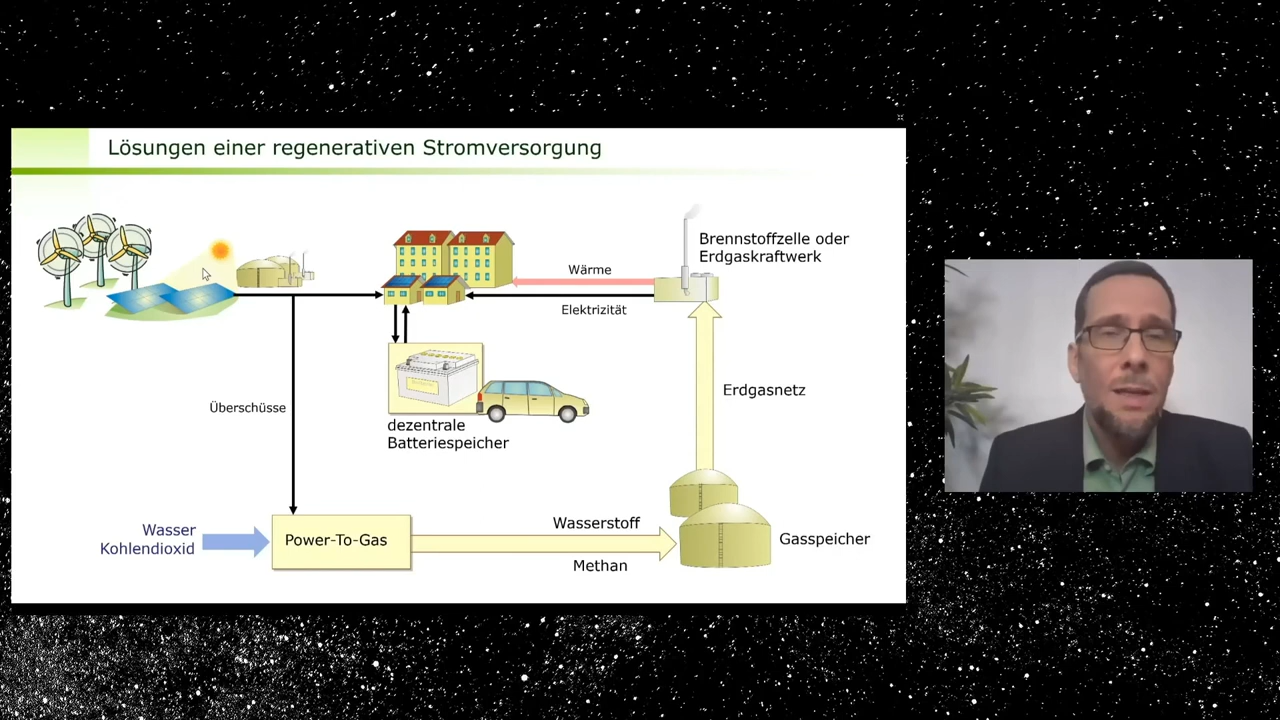 Lösungen einer regenerativen Stromversorgung
Brennstoffzelle oder
Erdgaskraftwerk
Wärme
Elektrizität
Erdgasnetz
Überschüsse
dezentrale
Batteriespeicher
Wasser
Kohlendioxid
Power-To-Gas
Wasserstoff
Methan
Gasspeicher